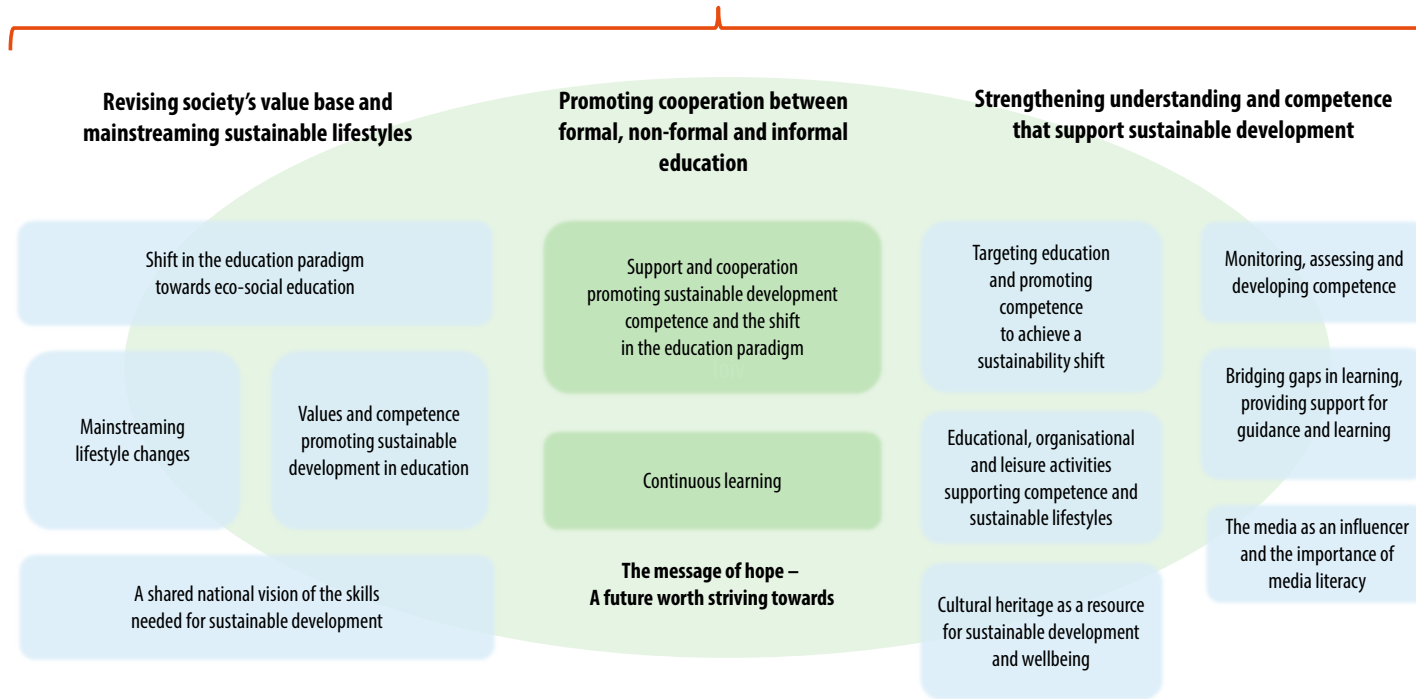 Revising society’s value base and
mainstreaming sustainable lifestyles
Shift in the education paradigm
towards eco-social education
Mainstreaming
lifestyle changes
Values and competence
promoting sustainable
development in education
A shared national vision of the skills
needed for sustainable development
Promoting cooperation between
formal, non-formal and informal
education
Support and cooperation
promoting sustainable development
competence and the shift
in the education paradigm
Continuous learning
The message of hope –
A future worth striving towards
Strengthening understanding and competence
that support sustainable development
Targeting education
and promoting
competence
to achieve a
sustainability shift
Educational, organisational
and leisure activities
supporting competence and
sustainable lifestyles
Cultural heritage as a resource
for sustainable development
and wellbeing
Monitoring, assessing and
developing competence
Bridging gaps in learning,
providing support for
guidance and learning
The media as an influencer
and the importance of
media literacy